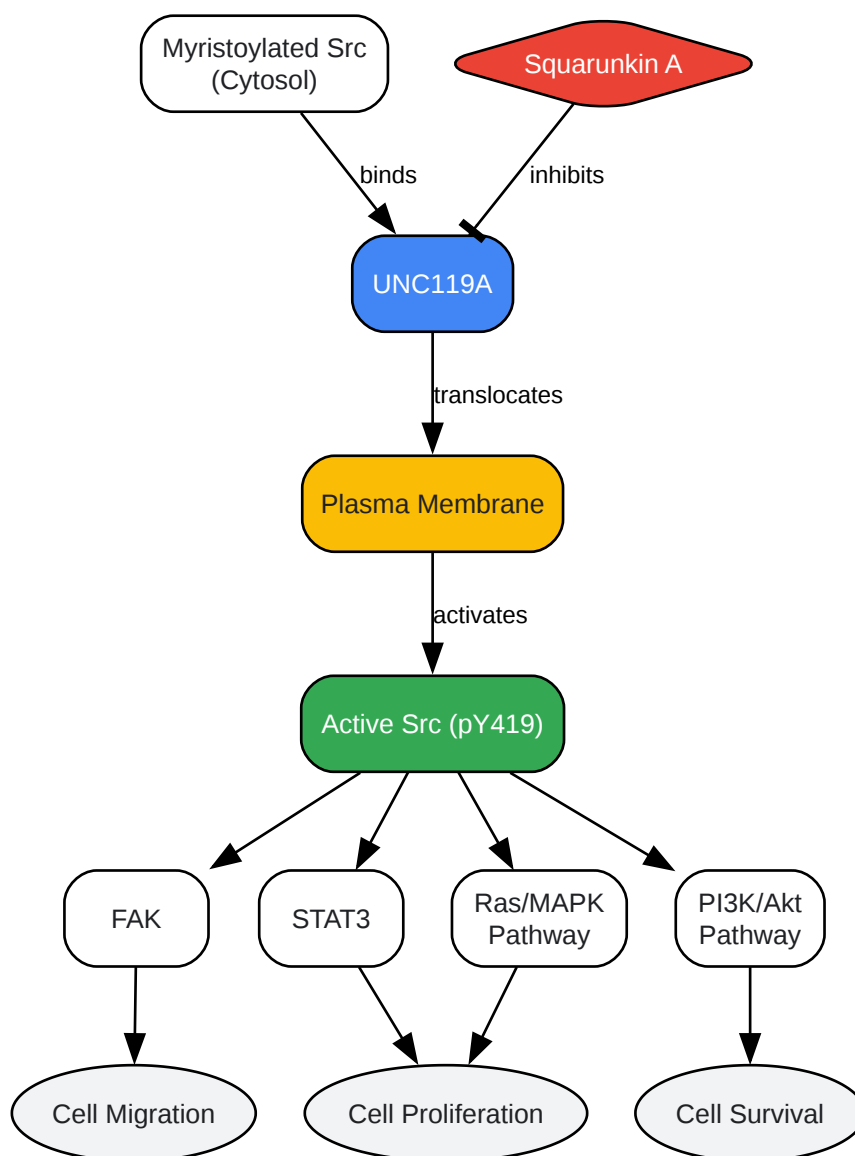 Myristoylated Src
(Cytosol)
Squarunkin A
binds
inhibits
UNC119A
translocates
Plasma Membrane
activates
Active Src (pY419)
FAK
STAT3
Ras/MAPK
Pathway
PI3K/Akt
Pathway
Cell Migration
Cell Proliferation
Cell Survival